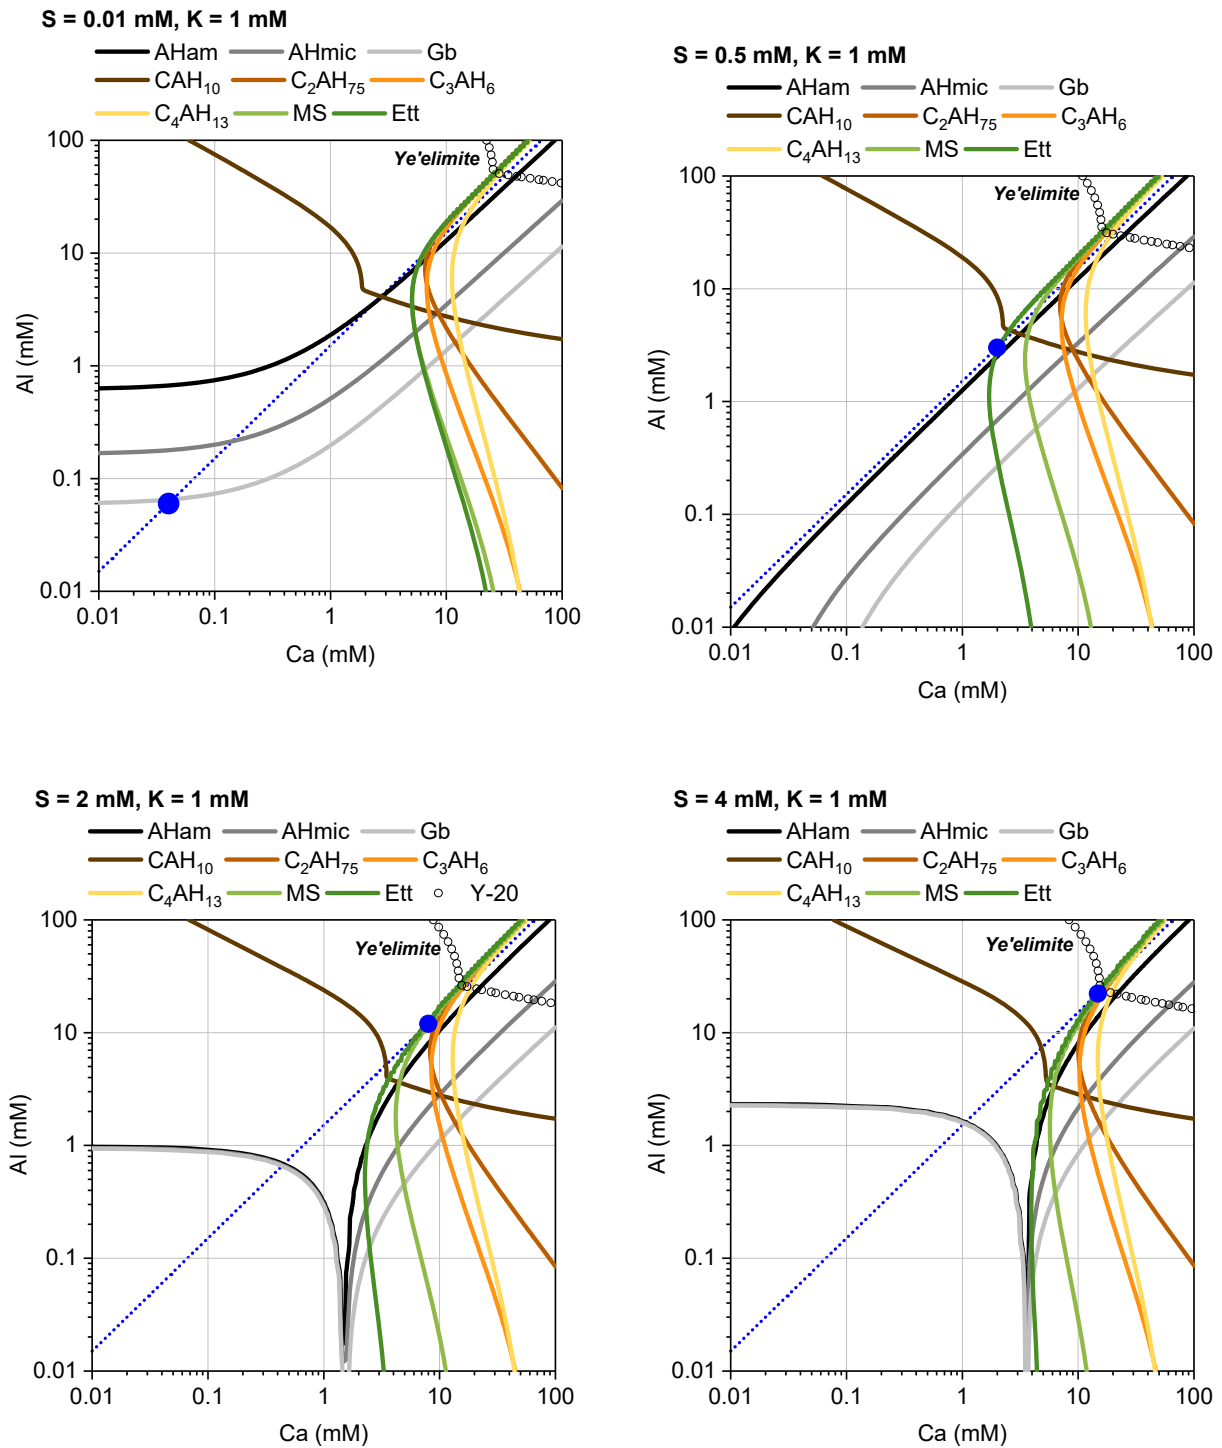 S = 0.01 mM, K = 1 mM
AHam AHmic Gb
CAH10 C2AH75 C3AH6
C4AH13 MS Ett
100
10
1
0.1
0.01
Al (mM)
Ye'elimite
0.01 0.1 1 10 100
Ca (mM)
S = 0.5 mM, K = 1 mM
AHam AHmic Gb
CAH10 C2AH75 C3AH6
C4AH13 MS Ett
100
10
1
0.1
0.01
Al (mM)
Ye'elimite
0.01 0.1 1 10 100
Ca (mM)
S = 2 mM, K = 1 mM
AHam AHmic Gb
CAH10 C2AH75 C3AH6
C4AH13 MS Ett Y-20
100
10
1
0.1
0.01
Al (mM)
Ye'elimite
0.01 0.1 1 10 100
Ca (mM)
S = 4 mM, K = 1 mM
AHam AHmic Gb
CAH10 C2AH75 C3AH6
C4AH13 MS Ett
100
10
1
0.1
0.01
Al (mM)
Ye'elimite
0.01 0.1 1 10 100
Ca (mM)